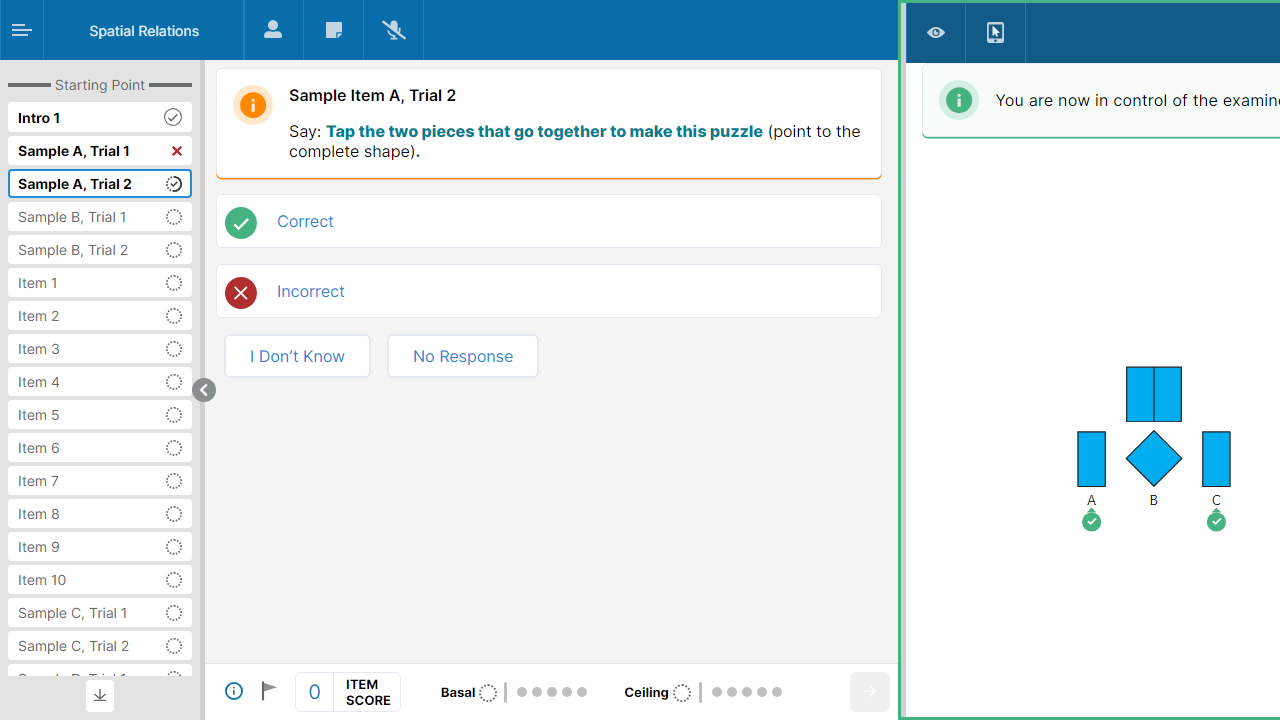 Spatial Relations
Starting Point
Intro 1
Sample A, Trial 1
Sample A, Trial 2
Sample B, Trial 1
Sample B, Trial 2
Item 1
Item 2
Item 3
Item 4
Item 5
Item 6
Item 7
Item 8
Item 9
Item 10
Sample C, Trial 1
Sample C, Trial 2
Sample Item A, Trial 2
Say: Tap the two pieces that go together to make this puzzle (point to the
complete shape).
Correct
Incorrect
I Don’t Know
No Response
0
ITEM
SCORE
Basal
Ceiling
You are now in control of the
A
B
C